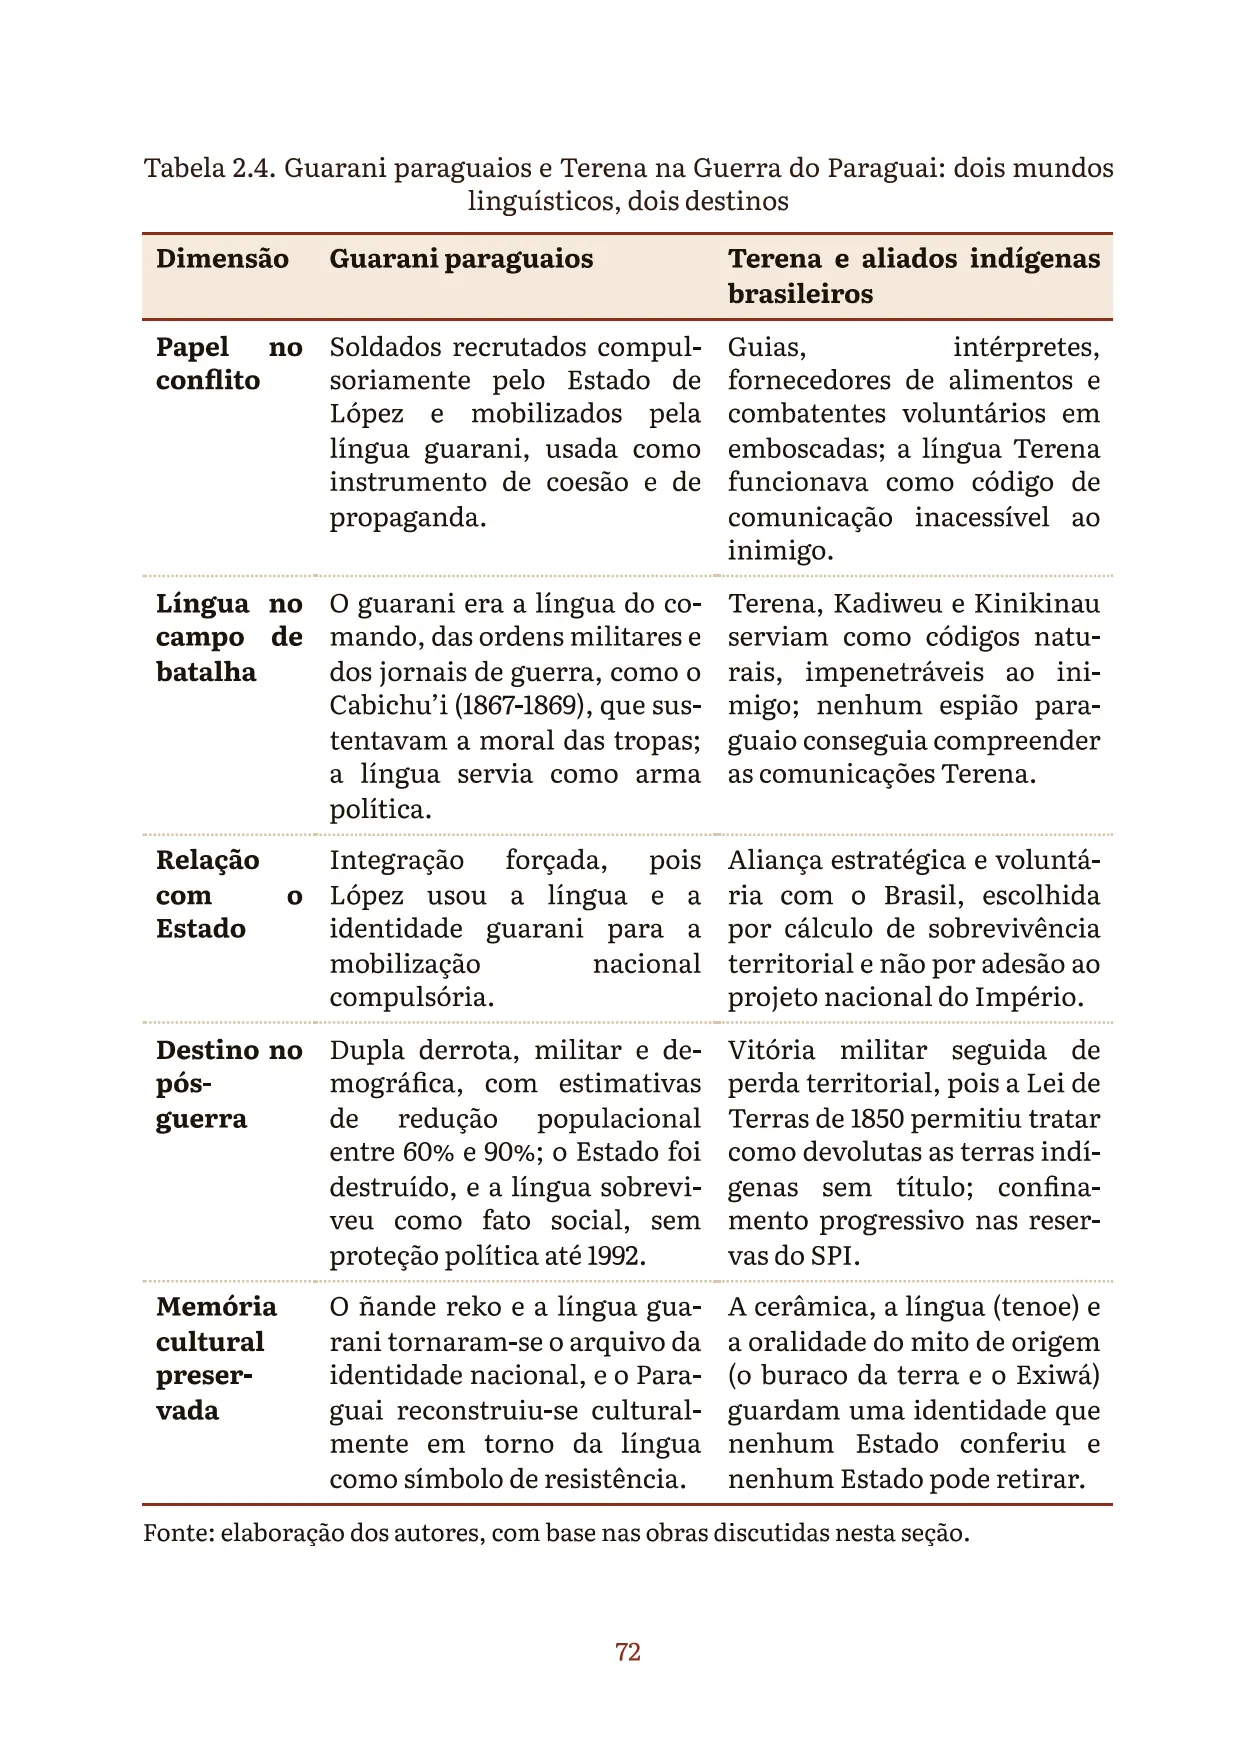 Tabela 2.4. Guarani paraguaios e Terena na Guerra do Paraguai: dois mundos
linguísticos, dois destinos
Dimensão
Guarani paraguaios
Terena e aliados indígenas
brasileiros
Papel no
conflito
Soldados recrutados compul-
soriamente pelo Estado de
López e mobilizados pela
língua guarani, usada como
instrumento de coesão e de
propaganda.
Guias, intérpretes,
fornecedores de alimentos e
combatentes voluntários em
emboscadas; a língua Terena
funcionava como código de
comunicação inacessível ao
inimigo.
Língua no
campo de
batalha
O guarani era a língua do co-
mando, das ordens militares e
dos jornais de guerra, como o
Cabichu’i (1867-1869), que sus-
tentavam a moral das tropas;
a língua servia como arma
política.
Terena, Kadiweu e Kinikinau
serviam como códigos natu-
rais, impenetráveis ao ini-
migo; nenhum espião para-
guaio conseguia compreender
as comunicações Terena.
Relação
com o
Estado
Integração forçada, pois
López usou a língua e a
identidade guarani para a
mobilização nacional
compulsória.
Aliança estratégica e voluntá-
ria com o Brasil, escolhida
por cálculo de sobrevivência
territorial e não por adesão ao
projeto nacional do Império.
Destino no
pós-
guerra
Dupla derrota, militar e de-
mográfica, com estimativas
de redução populacional
entre 60% e 90%; o Estado foi
destruído, e a língua sobrevi-
veu como fato social, sem
proteção política até 1992.
Vitória militar seguida de
perda territorial, pois a Lei de
Terras de 1850 permitiu tratar
como devolutas as terras indí-
genas sem título; confina-
mento progressivo nas reser-
vas do SPI.
Memória
cultural
preser-
vada
O ñande reko e a língua gua-
rani tornaram-se o arquivo da
identidade nacional, e o Para-
guai reconstruiu-se cultural-
mente em torno da língua
como símbolo de resistência.
A cerâmica, a língua (tenoe) e
a oralidade do mito de origem
(o buraco da terra e o Exiwá)
guardam uma identidade que
nenhum Estado conferiu e
nenhum Estado pode retirar.
Fonte: elaboração dos autores, com base nas obras discutidas nesta seção.
72